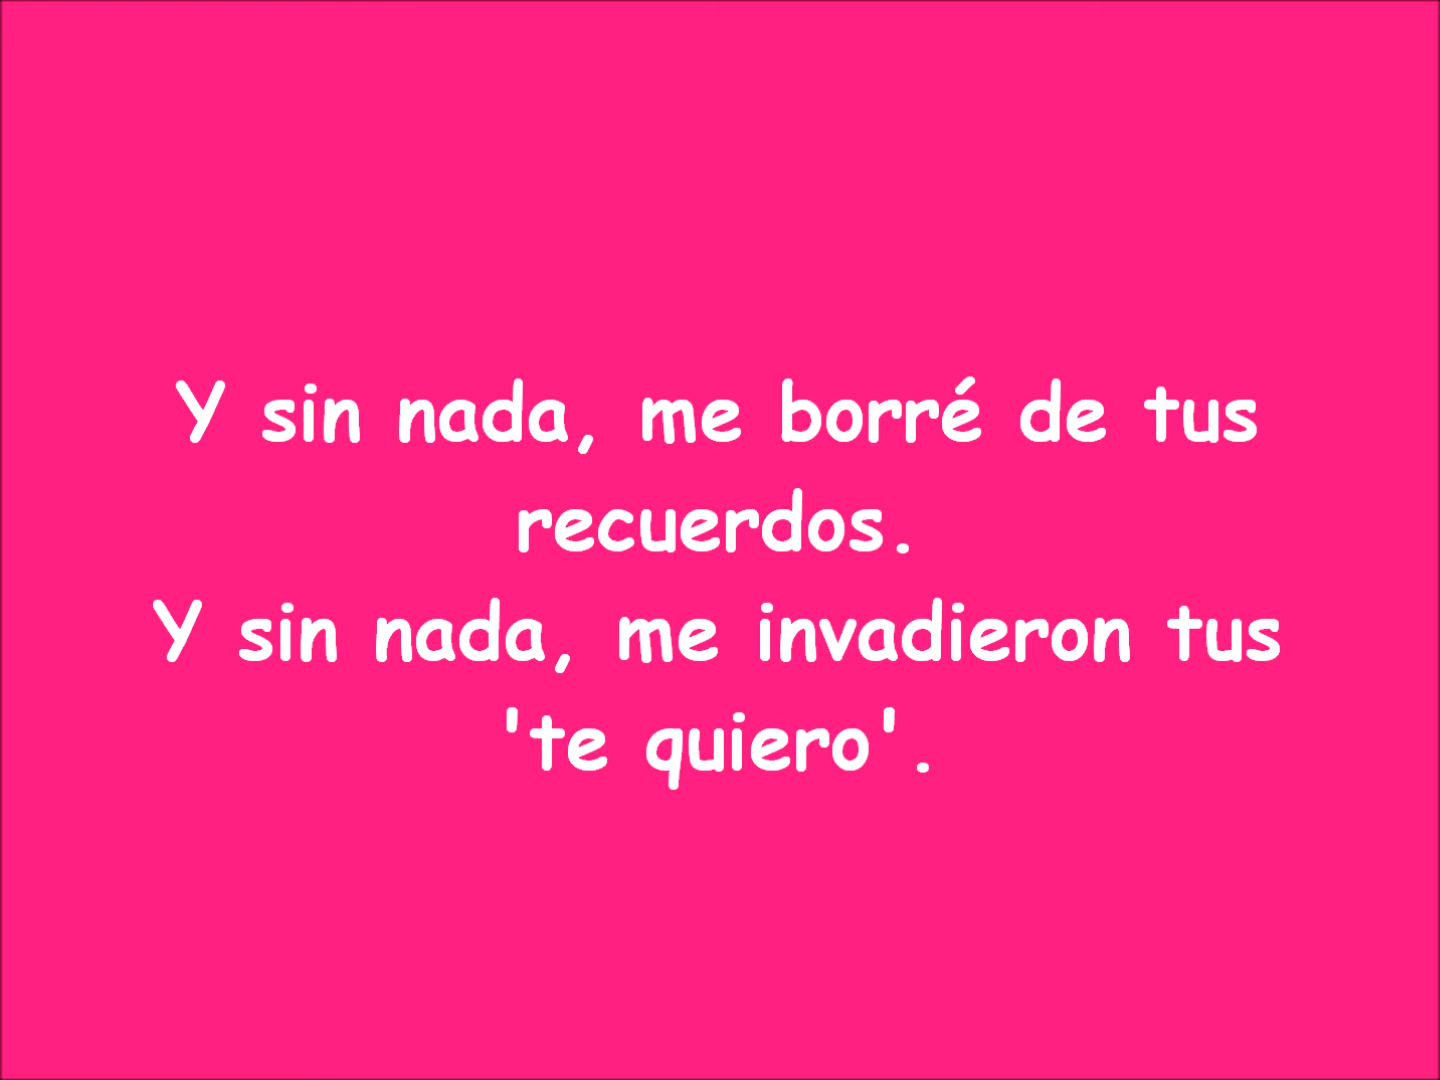 Y sin nada, me borré de tus
recuerdos.
Y sin nada, me invadieron tus
'te quiero'.